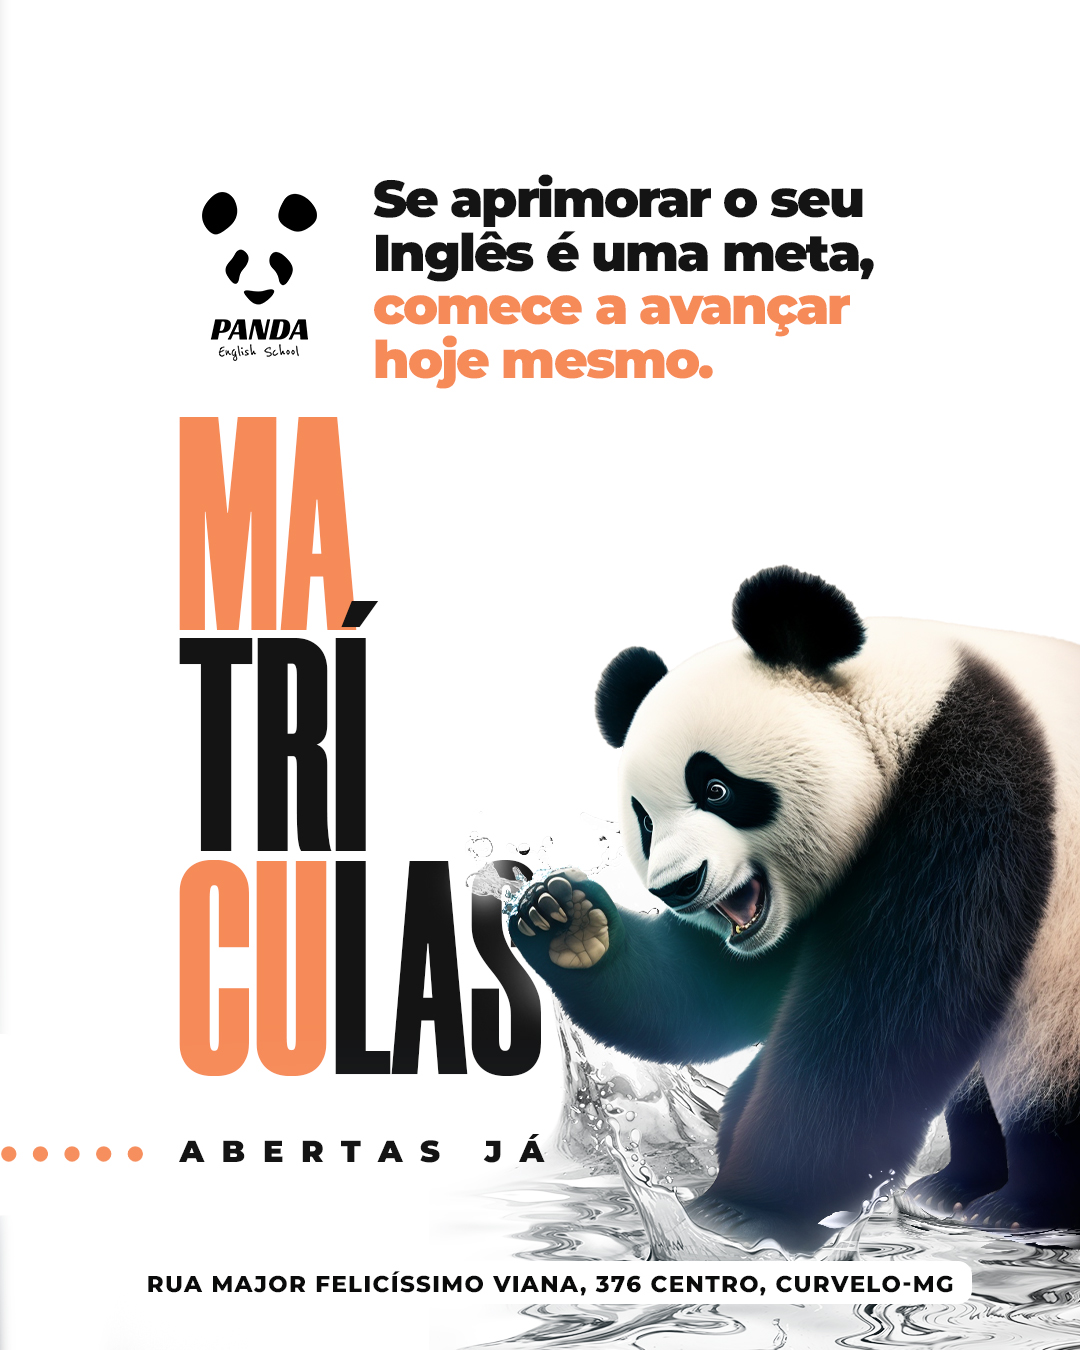 PANDA
English School
Se aprimorar o seu
Inglês é uma meta,
comece a avançar
hoje mesmo.
MA
TRÍ
CULAS
ABERTAS JÁ
RUA MAJOR FELICÍSSIMO VIANA, 376 CENTRO, CURVELO-MG